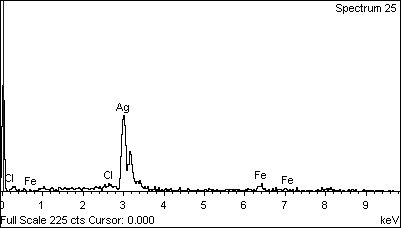 Spectrum 25
Ag
Cl Fe Cl Fe Fe
0 1 2 3 4 5 6 7 8 9
Full Scale 225 cts Cursor: 0.000 keV